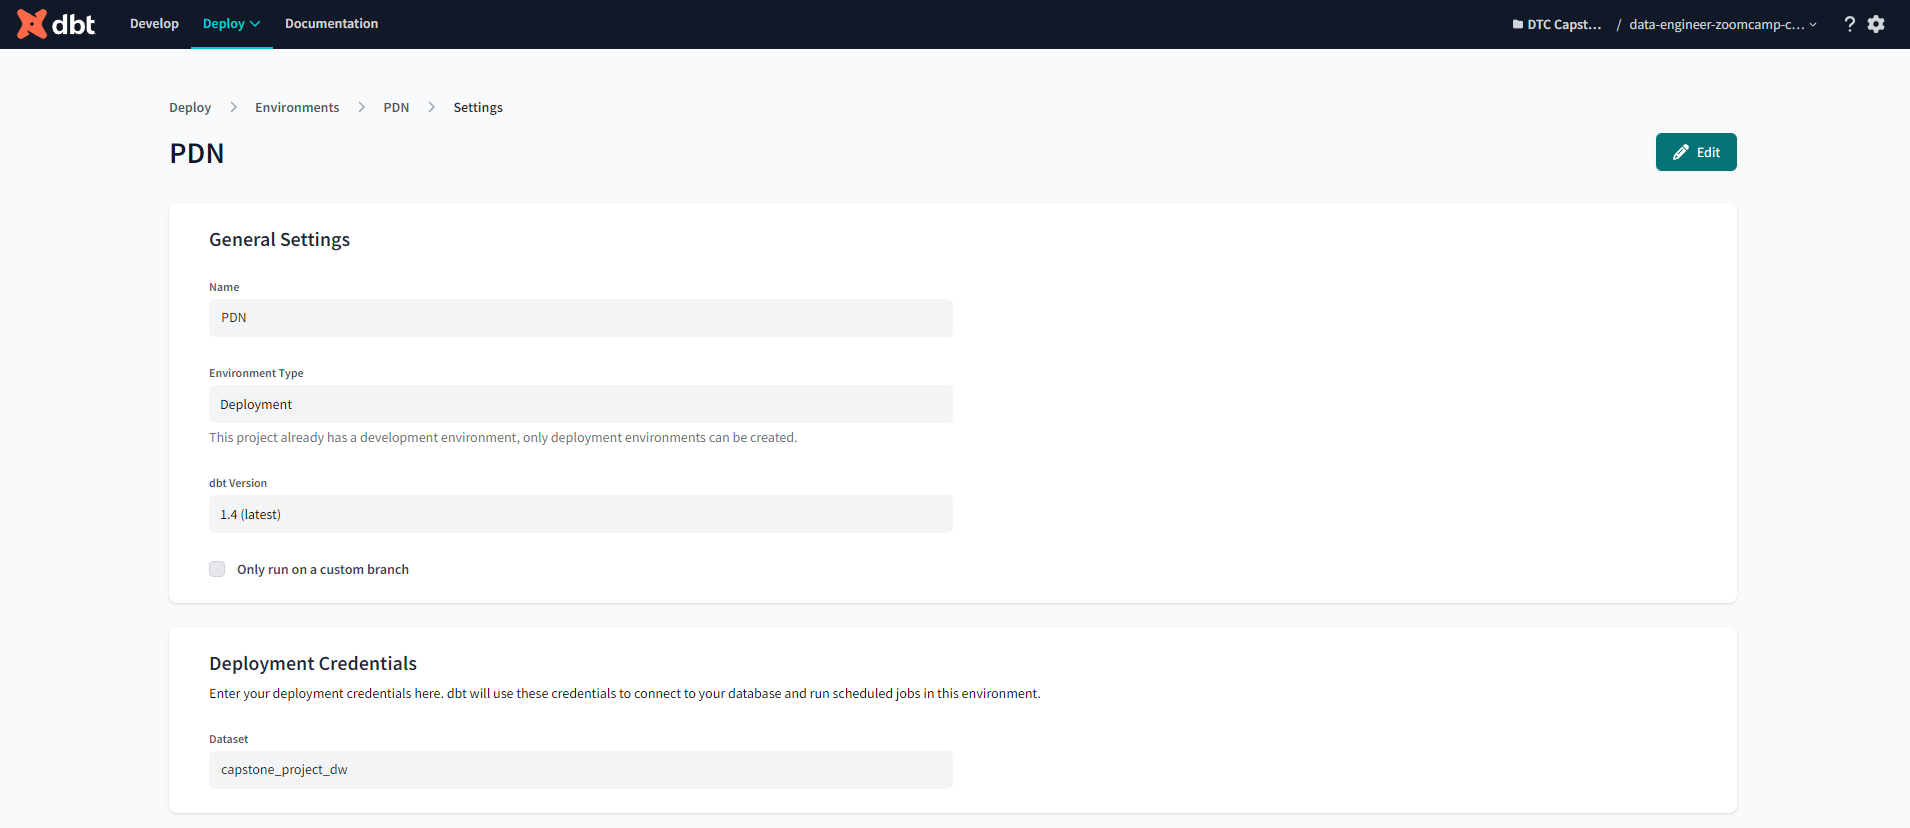 dbt Develop Deploy Documentation DTC Capst... / data-engineer-zoomcamp-c... ?
Deploy Environments PDN Settings
PDN
Edit
General Settings
Name
PDN
Environment Type
Deployment
This project already has a development environment, only deployment environments can be created.
dbt Version
1.4 (latest)
Only run on a custom branch
Deployment Credentials
Enter your deployment credentials here. dbt will use these credentials to connect to your database and run scheduled jobs in this environment.
Dataset
capstone_project_dw